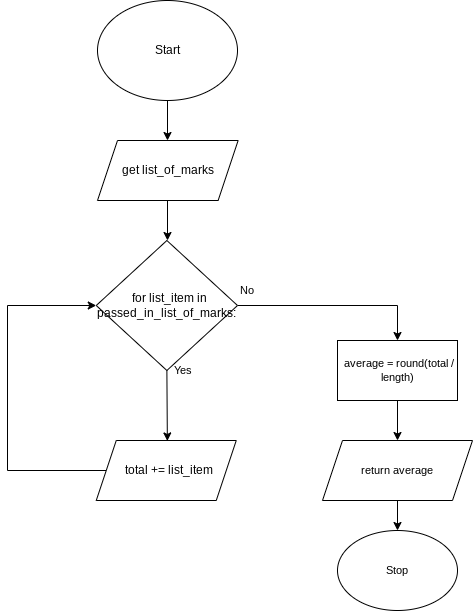 Start
get list_of_marks
for list_item in
passed_in_list_of_marks:
No
Yes
total += list_item
average = round(total /
length)
return average
Stop